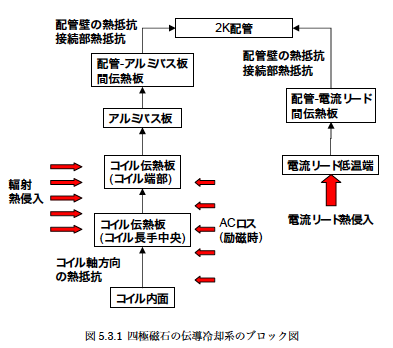 2K配管
配管壁の熱抵抗
接続部熱抵抗
配管壁の熱抵抗
接続部熱抵抗
配管-アルミバス板
間伝熱板
配管-電流リード
間伝熱板
アルミバス板
コイル伝熱板
(コイル端部)
電流リード低温端
輻射
熱侵入
コイル伝熱板
(コイル長手中央)
ACロス
(励磁時)
電流リード熱侵入
コイル軸方向
の熱抵抗
コイル内面
図 5.3.1 四極磁石の伝導冷却系のブロック図